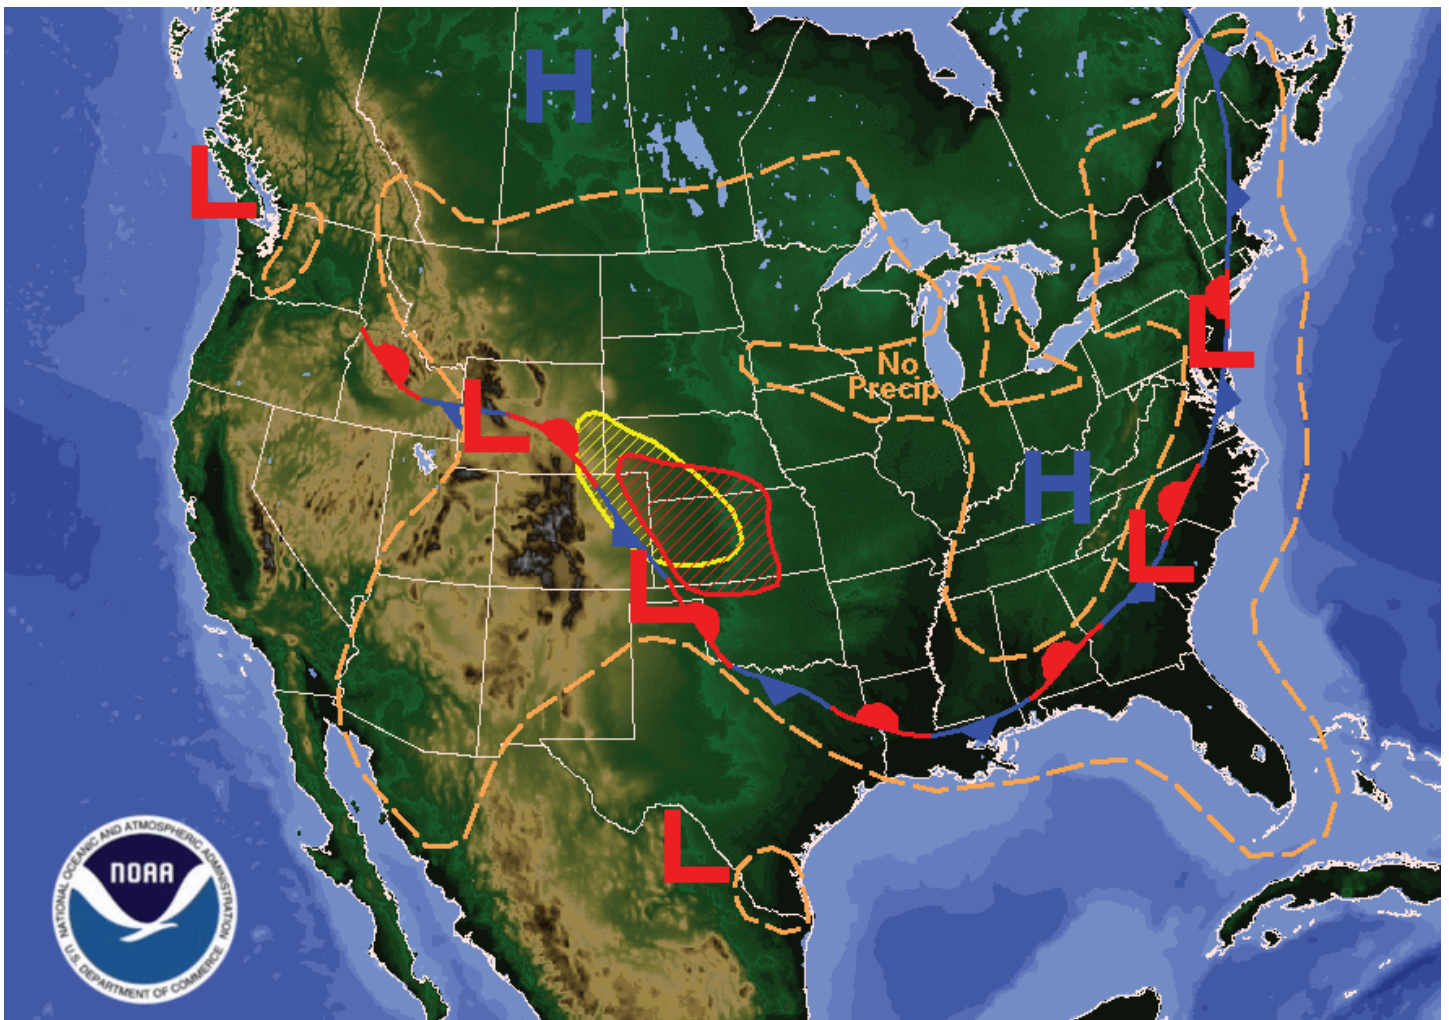 H
L
No
Precip
L
L
H
L
L
L
NATIONAL OCEANIC AND ATMOSPHERIC ADMINISTRATION
NOAA
U.S. DEPARTMENT OF COMMERCE